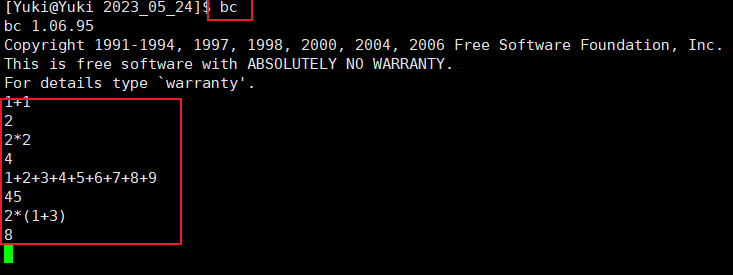 [Yuki@Yuki 2023_05_24]$ bc
bc 1.06.95
Copyright 1991-1994, 1997, 1998, 2000, 2004, 2006 Free Software Foundation, Inc.
This is free software with ABSOLUTELY NO WARRANTY.
For details type `warranty'.
1+1
2
2*2
4
1+2+3+4+5+6+7+8+9
45
2*(1+3)
8